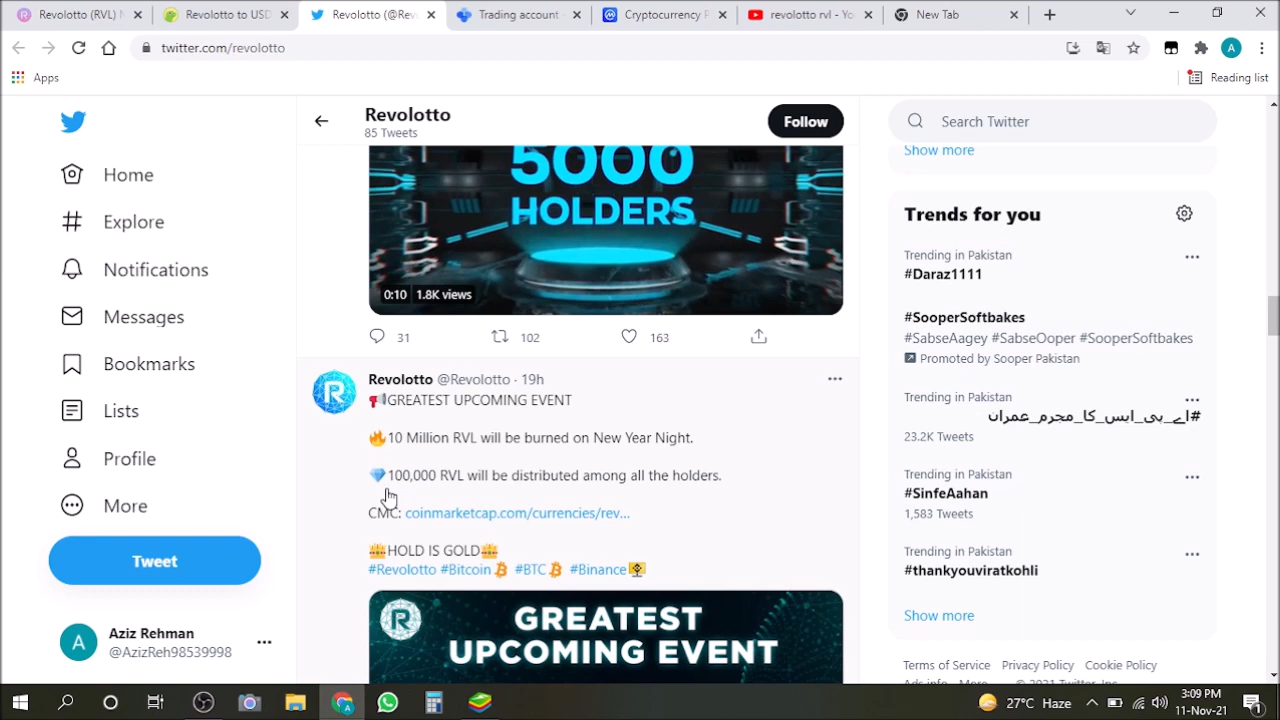 Revolotto (RVL) N
Revolotto to USD
Revolotto (@Rev
Trading account -
Cryptocurrency P
revolotto rvl - Yo
New Tab
twitter.com/revolotto
A
Apps
Reading list
Revolotto
85 Tweets
Follow
Search Twitter
Home
Explore
Notifications
Messages
Bookmarks
Lists
Profile
More
Tweet
A
Aziz Rehman
@AzizReh98539998
5000
HOLDERS
0:10 1.8K views
31 102 163
Revolotto @Revolotto · 19h
GREATEST UPCOMING EVENT
10 Million RVL will be burned on New Year Night.
100,000 RVL will be distributed among all the holders.
CMC: coinmarketcap.com/currencies/rev...
HOLD IS GOLD
#Revolotto #Bitcoin #BTC #Binance
GREATEST
UPCOMING EVENT
Show more
Trends for you
Trending in Pakistan
#Daraz1111
#SooperSoftbakes
#SabseAagey #SabseOoper #SooperSoftbakes
Promoted by Sooper Pakistan
Trending in Pakistan
#اے_پی_ایس_کا_مجرم_عمران
23.2K Tweets
Trending in Pakistan
#SinfeAahan
1,583 Tweets
Trending in Pakistan
#thankyouviratkohli
Show more
Terms of Service Privacy Policy Cookie Policy
27°C Haze
3:09 PM
11-Nov-21